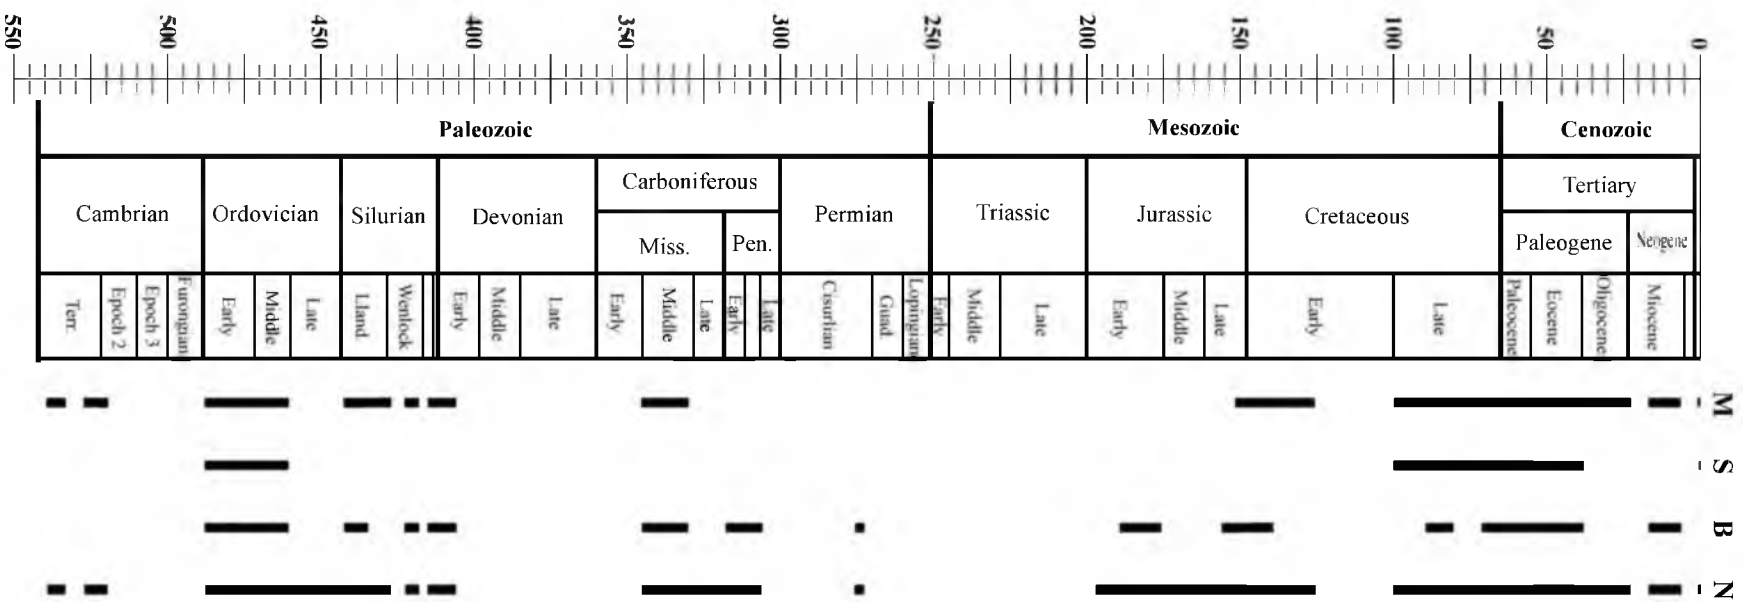 550 500 450 400 350 300 250 200 150 100 50 0
Paleozoic Mesozoic Cenozoic
Carboniferous Tertiary
Cambrian Ordovician Silurian Devonian Permian Triassic Jurassic Cretaceous
Miss. Pen. Paleogene Neogene
Terr. Epoch 2 Epoch 3 Furongian Early Middle Late Lland Wenlock Early Middle Late Early Middle Late Early Late Cisurlian Guad. Lopingian Early Middle Late Early Middle Late Early Late Paleocene Eocene Oligocene Miocene
M
S
B
N